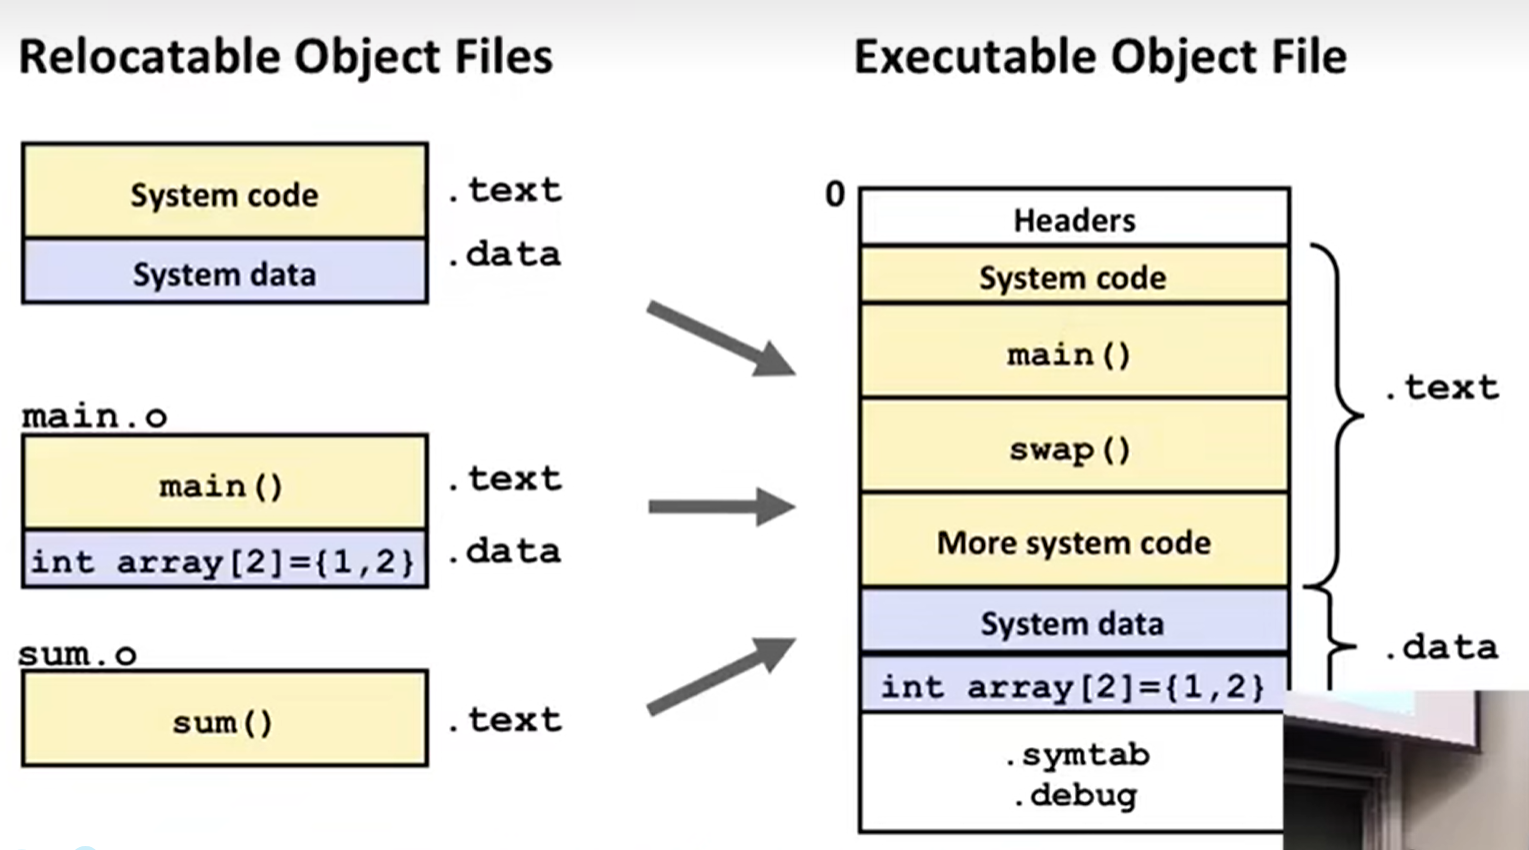 Relocatable Object Files
System code
.text
System data
.data
main.o
main()
.text
int array[2]={1,2}
.data
sum.o
sum()
.text
Executable Object File
0
Headers
System code
main()
swap()
More system code
.text
System data
int array[2]={1,2}
.data
.symtab
.debug